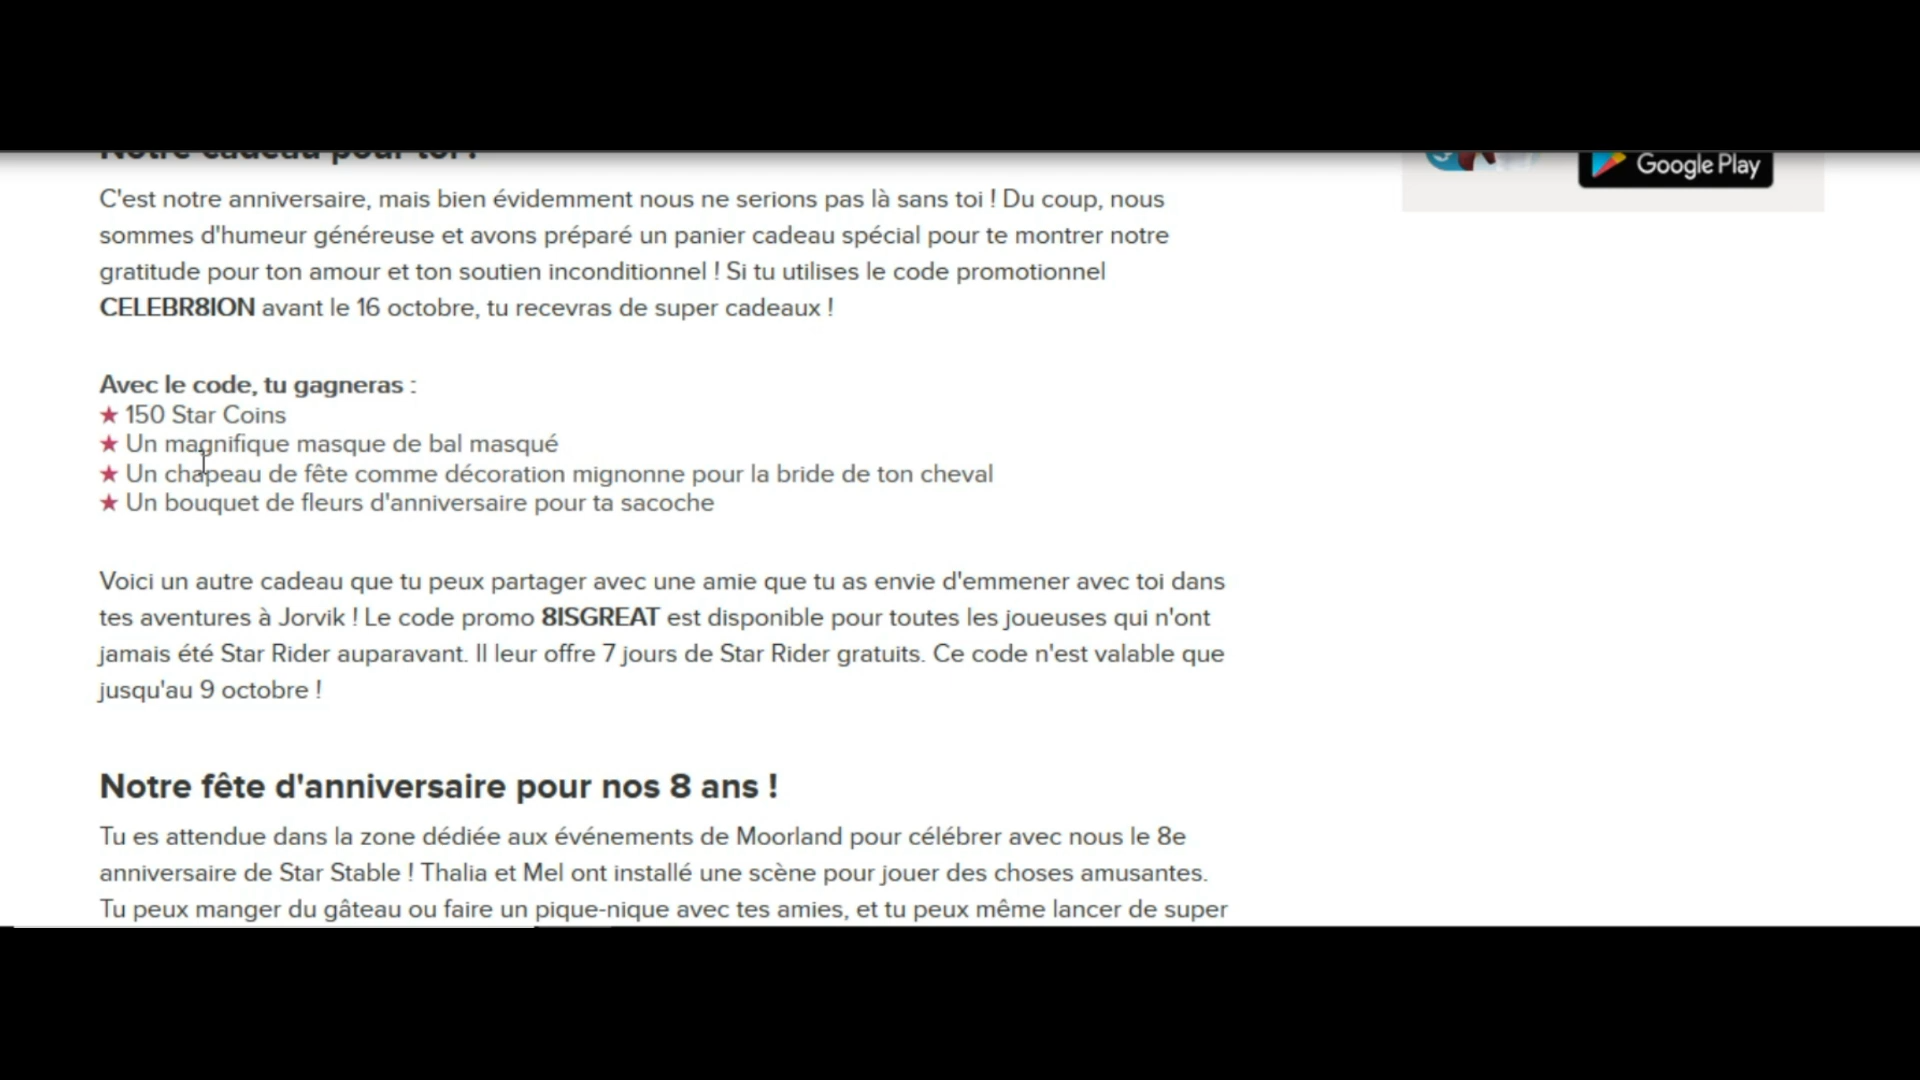 Notre cadeau pour toi !
Google Play
C'est notre anniversaire, mais bien évidemment nous ne serions pas là sans toi ! Du coup, nous
sommes d'humeur généreuse et avons préparé un panier cadeau spécial pour te montrer notre
gratitude pour ton amour et ton soutien inconditionnel ! Si tu utilises le code promotionnel
CELEBR8ION avant le 16 octobre, tu recevras de super cadeaux !
Avec le code, tu gagneras :
★ 150 Star Coins
★ Un magnifique masque de bal masqué
★ Un chapeau de fête comme décoration mignonne pour la bride de ton cheval
★ Un bouquet de fleurs d'anniversaire pour ta sacoche
Voici un autre cadeau que tu peux partager avec une amie que tu as envie d'emmener avec toi dans
tes aventures à Jorvik ! Le code promo 8ISGREAT est disponible pour toutes les joueuses qui n'ont
jamais été Star Rider auparavant. Il leur offre 7 jours de Star Rider gratuits. Ce code n'est valable que
jusqu'au 9 octobre !
Notre fête d'anniversaire pour nos 8 ans !
Tu es attendue dans la zone dédiée aux événements de Moorland pour célébrer avec nous le 8e
anniversaire de Star Stable ! Thalia et Mel ont installé une scène pour jouer des choses amusantes.
Tu peux manger du gâteau ou faire un pique-nique avec tes amies, et tu peux même lancer de super